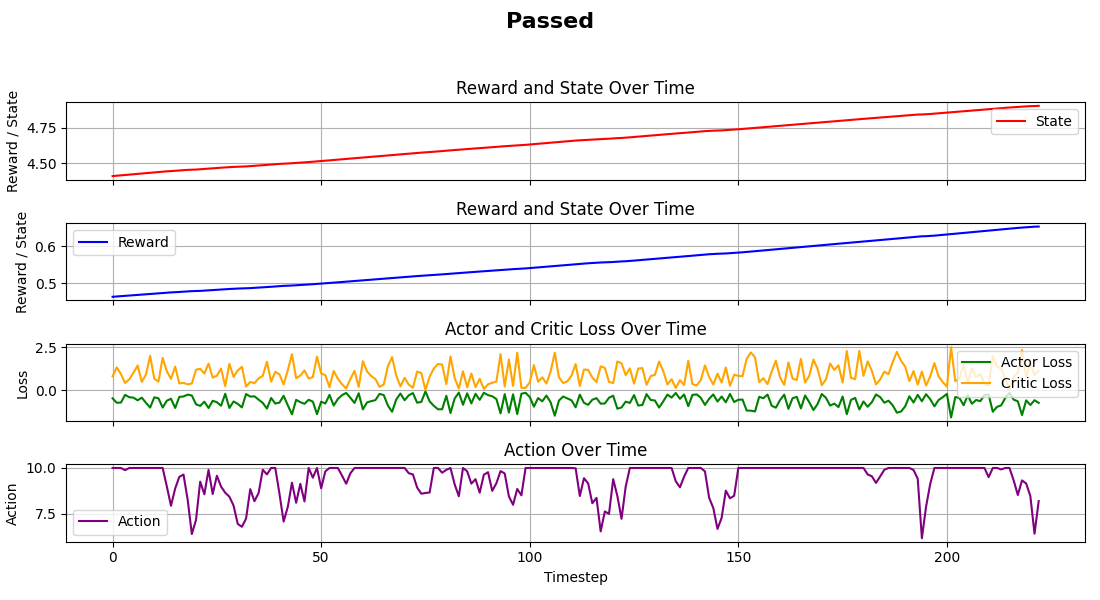 Passed
Reward and State Over Time
Reward / State
4.75
4.50
State
Reward and State Over Time
Reward / State
0.6
0.5
Reward
Actor and Critic Loss Over Time
Loss
2.5
0.0
Actor Loss
Critic Loss
Action Over Time
Action
10.0
7.5
Action
0 50 100 150 200
Timestep